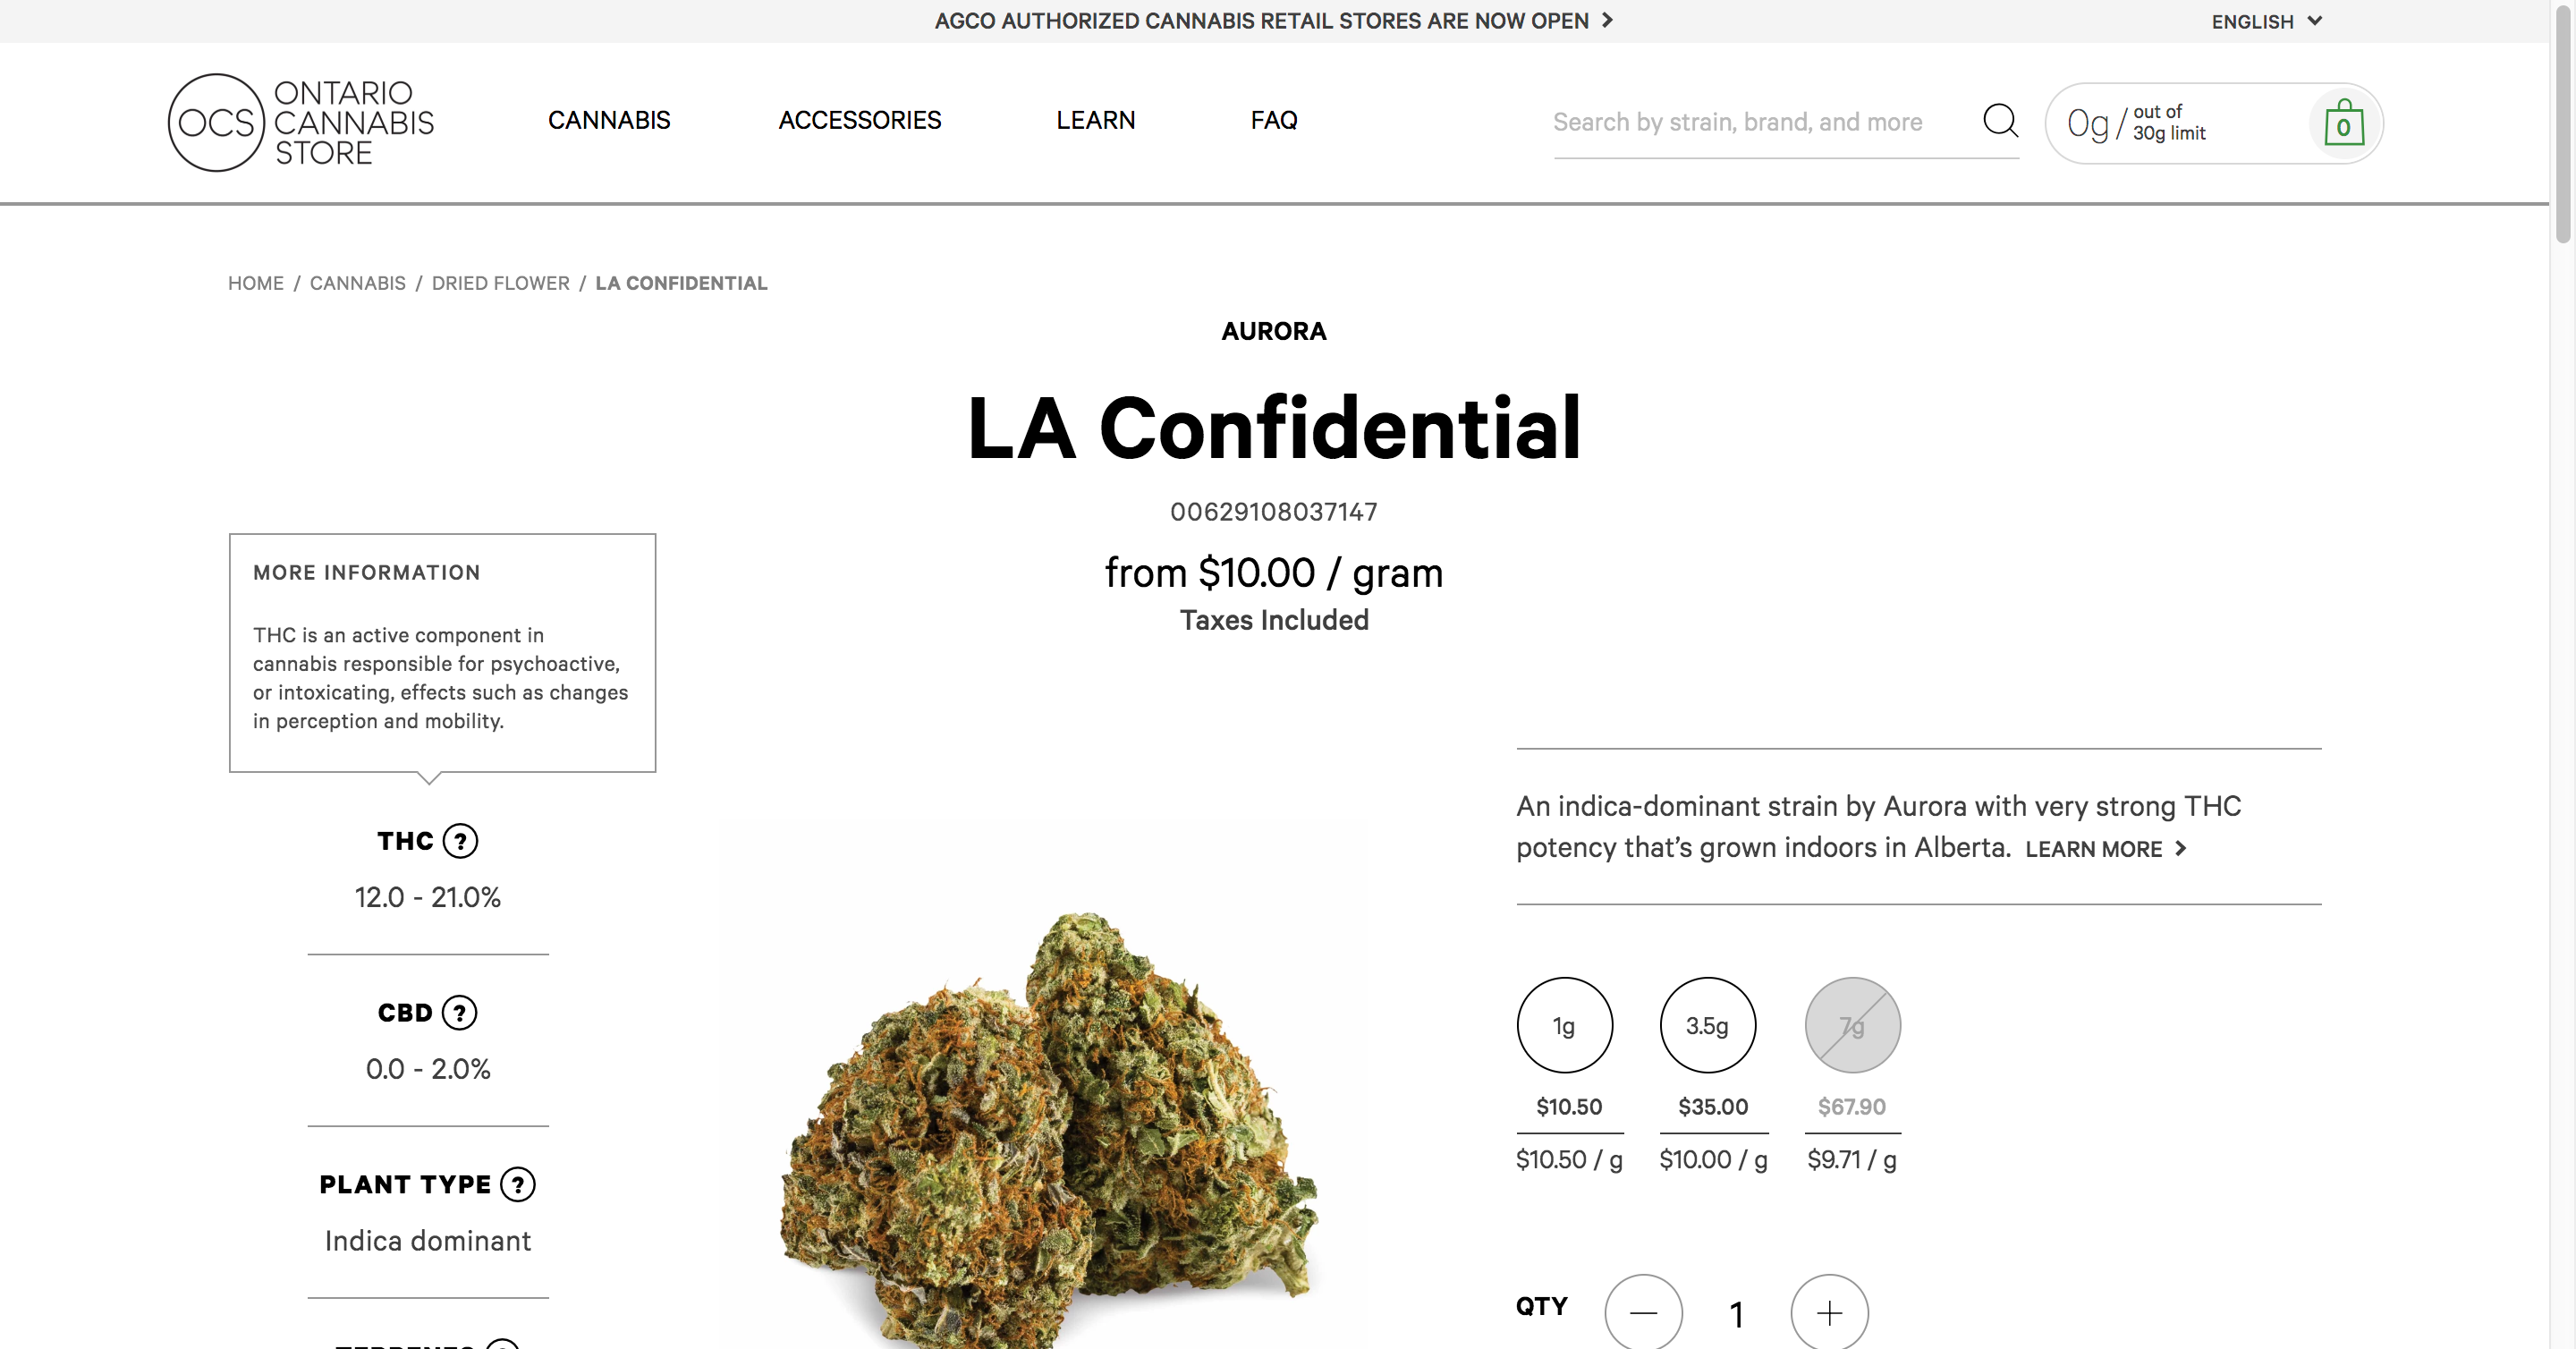 AGCO AUTHORIZED CANNABIS RETAIL STORES ARE NOW OPEN
ENGLISH
OCS
ONTARIO
CANNABIS
STORE
CANNABIS
ACCESSORIES
LEARN
FAQ
Search by strain, brand, and more
0g / out of
30g limit
0
HOME / CANNABIS / DRIED FLOWER / LA CONFIDENTIAL
AURORA
LA Confidential
00629108037147
from $10.00 / gram
Taxes Included
MORE INFORMATION
THC is an active component in
cannabis responsible for psychoactive,
or intoxicating, effects such as changes
in perception and mobility.
THC ?
12.0 - 21.0%
CBD ?
0.0 - 2.0%
PLANT TYPE ?
Indica dominant
An indica-dominant strain by Aurora with very strong THC
potency that’s grown indoors in Alberta. LEARN MORE
1g
3.5g
7g
$10.50
$35.00
$67.90
$10.50 / g
$10.00 / g
$9.71 / g
QTY
1